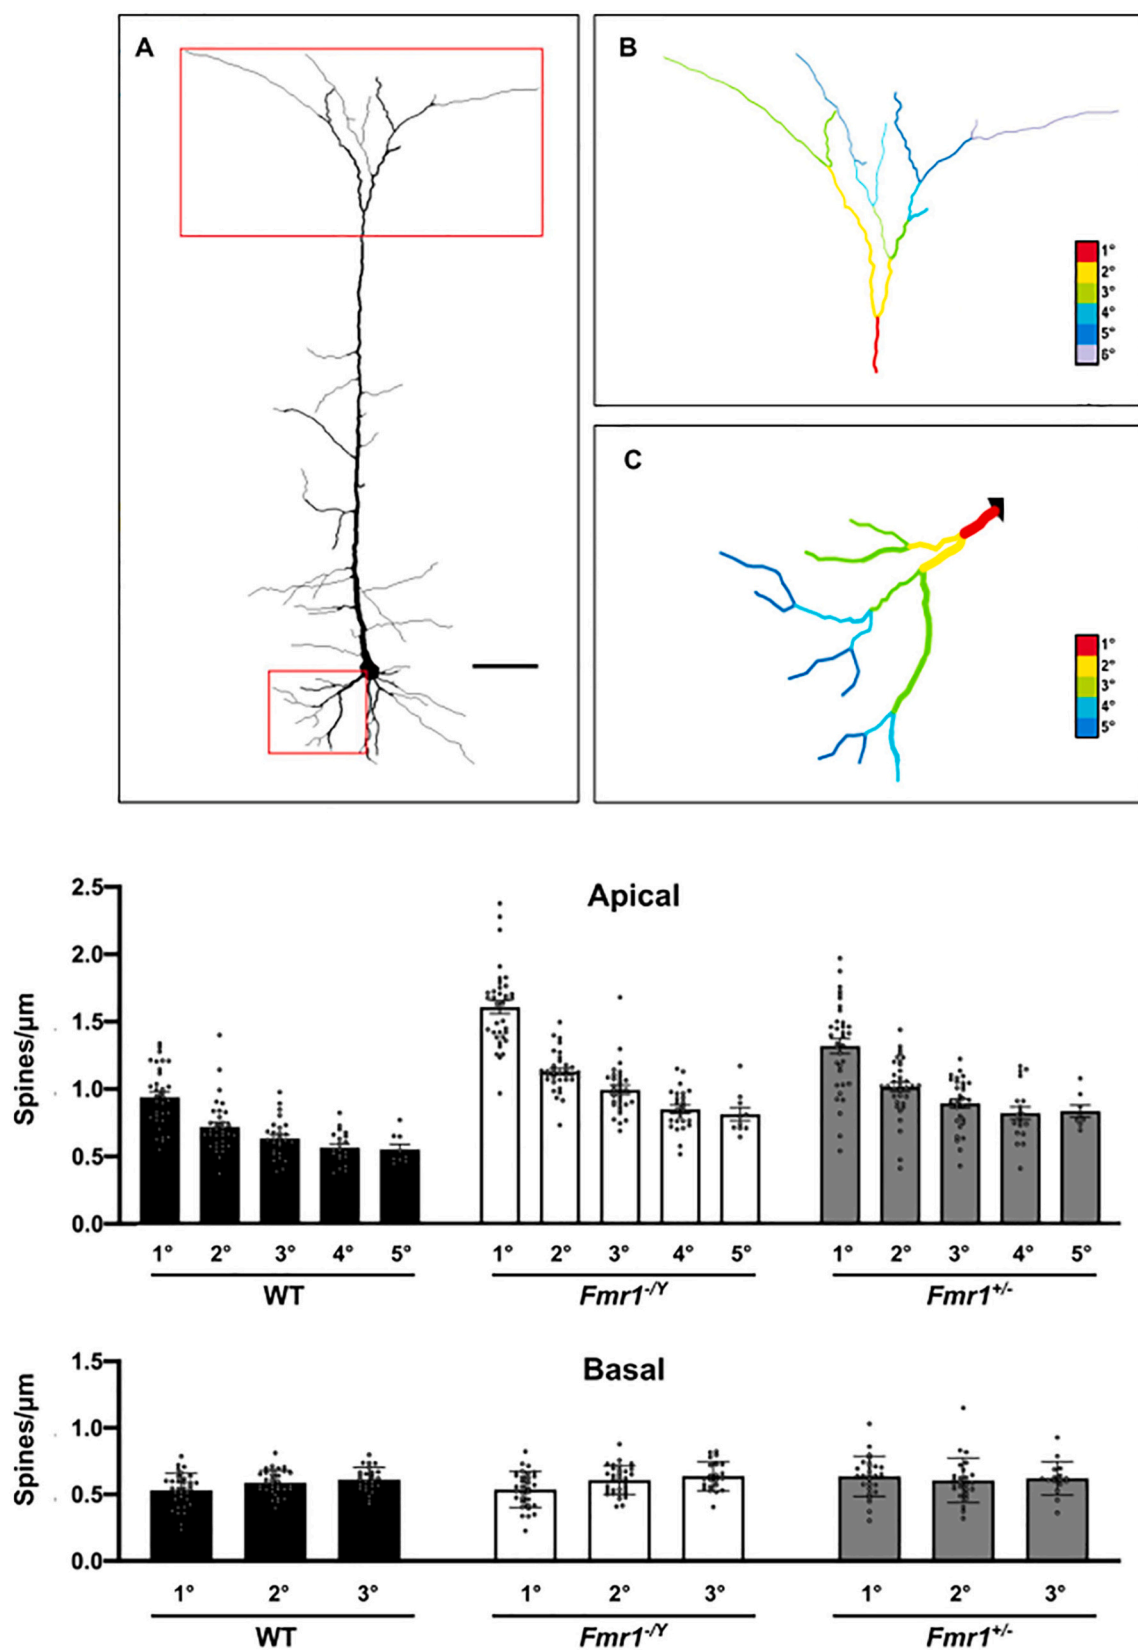 A
B
1°
2°
3°
4°
5°
6°
C
1°
2°
3°
4°
5°
Apical
Spines/µm
2.5
2.0
1.5
1.0
0.5
0.0
1° 2° 3° 4° 5° 1° 2° 3° 4° 5° 1° 2° 3° 4° 5°
WT Fmr1-/Y Fmr1+/-
Basal
Spines/µm
1.5
1.0
0.5
0.0
1° 2° 3° 1° 2° 3° 1° 2° 3°
WT Fmr1-/Y Fmr1+/-